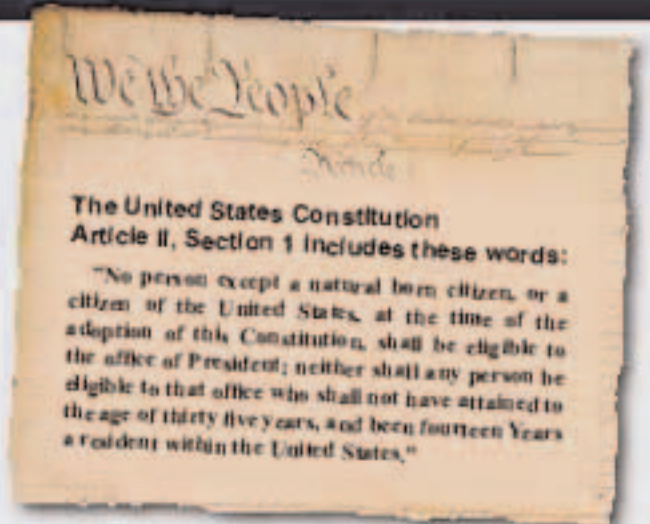 We the People
Article
The United States Constitution
Article II, Section 1 includes these words:
"No person except a natural born citizen, or a
citizen of the United States, at the time of the
adoption of this Constitution, shall be eligible to
the office of President; neither shall any person be
eligible to that office who shall not have attained to
the age of thirty five years, and been fourteen Years
a resident within the United States."